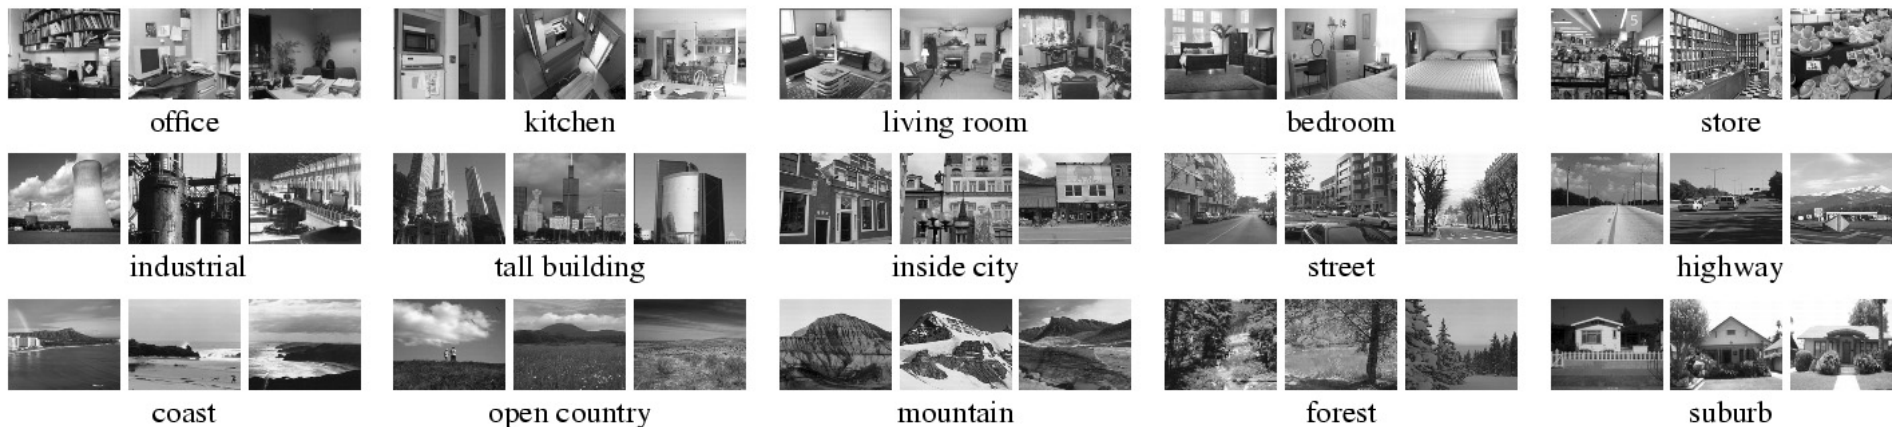 office kitchen living room bedroom store
industrial tall building inside city street highway
coast open country mountain forest suburb